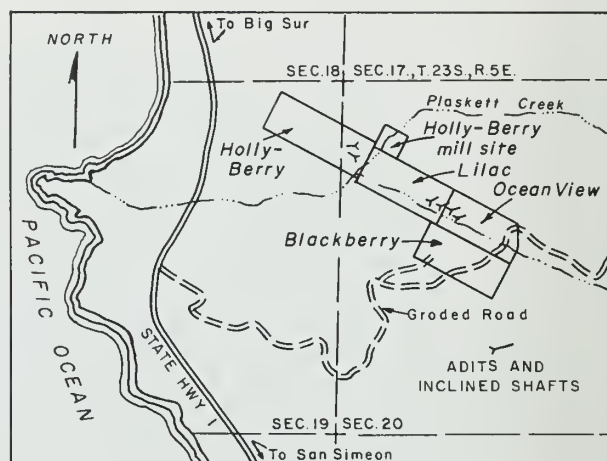 To Big Sur
NORTH
SEC.18 SEC.17., T.23S., R.5E.
Plaskett Creek
Holly-Berry
mill site
Holly-
Berry
Lilac
Ocean View
Blackberry
PACIFIC OCEAN
STATE HWY 1
Groded Road
ADITS AND
INCLINED SHAFTS
SEC.19 SEC.20
To San Simeon